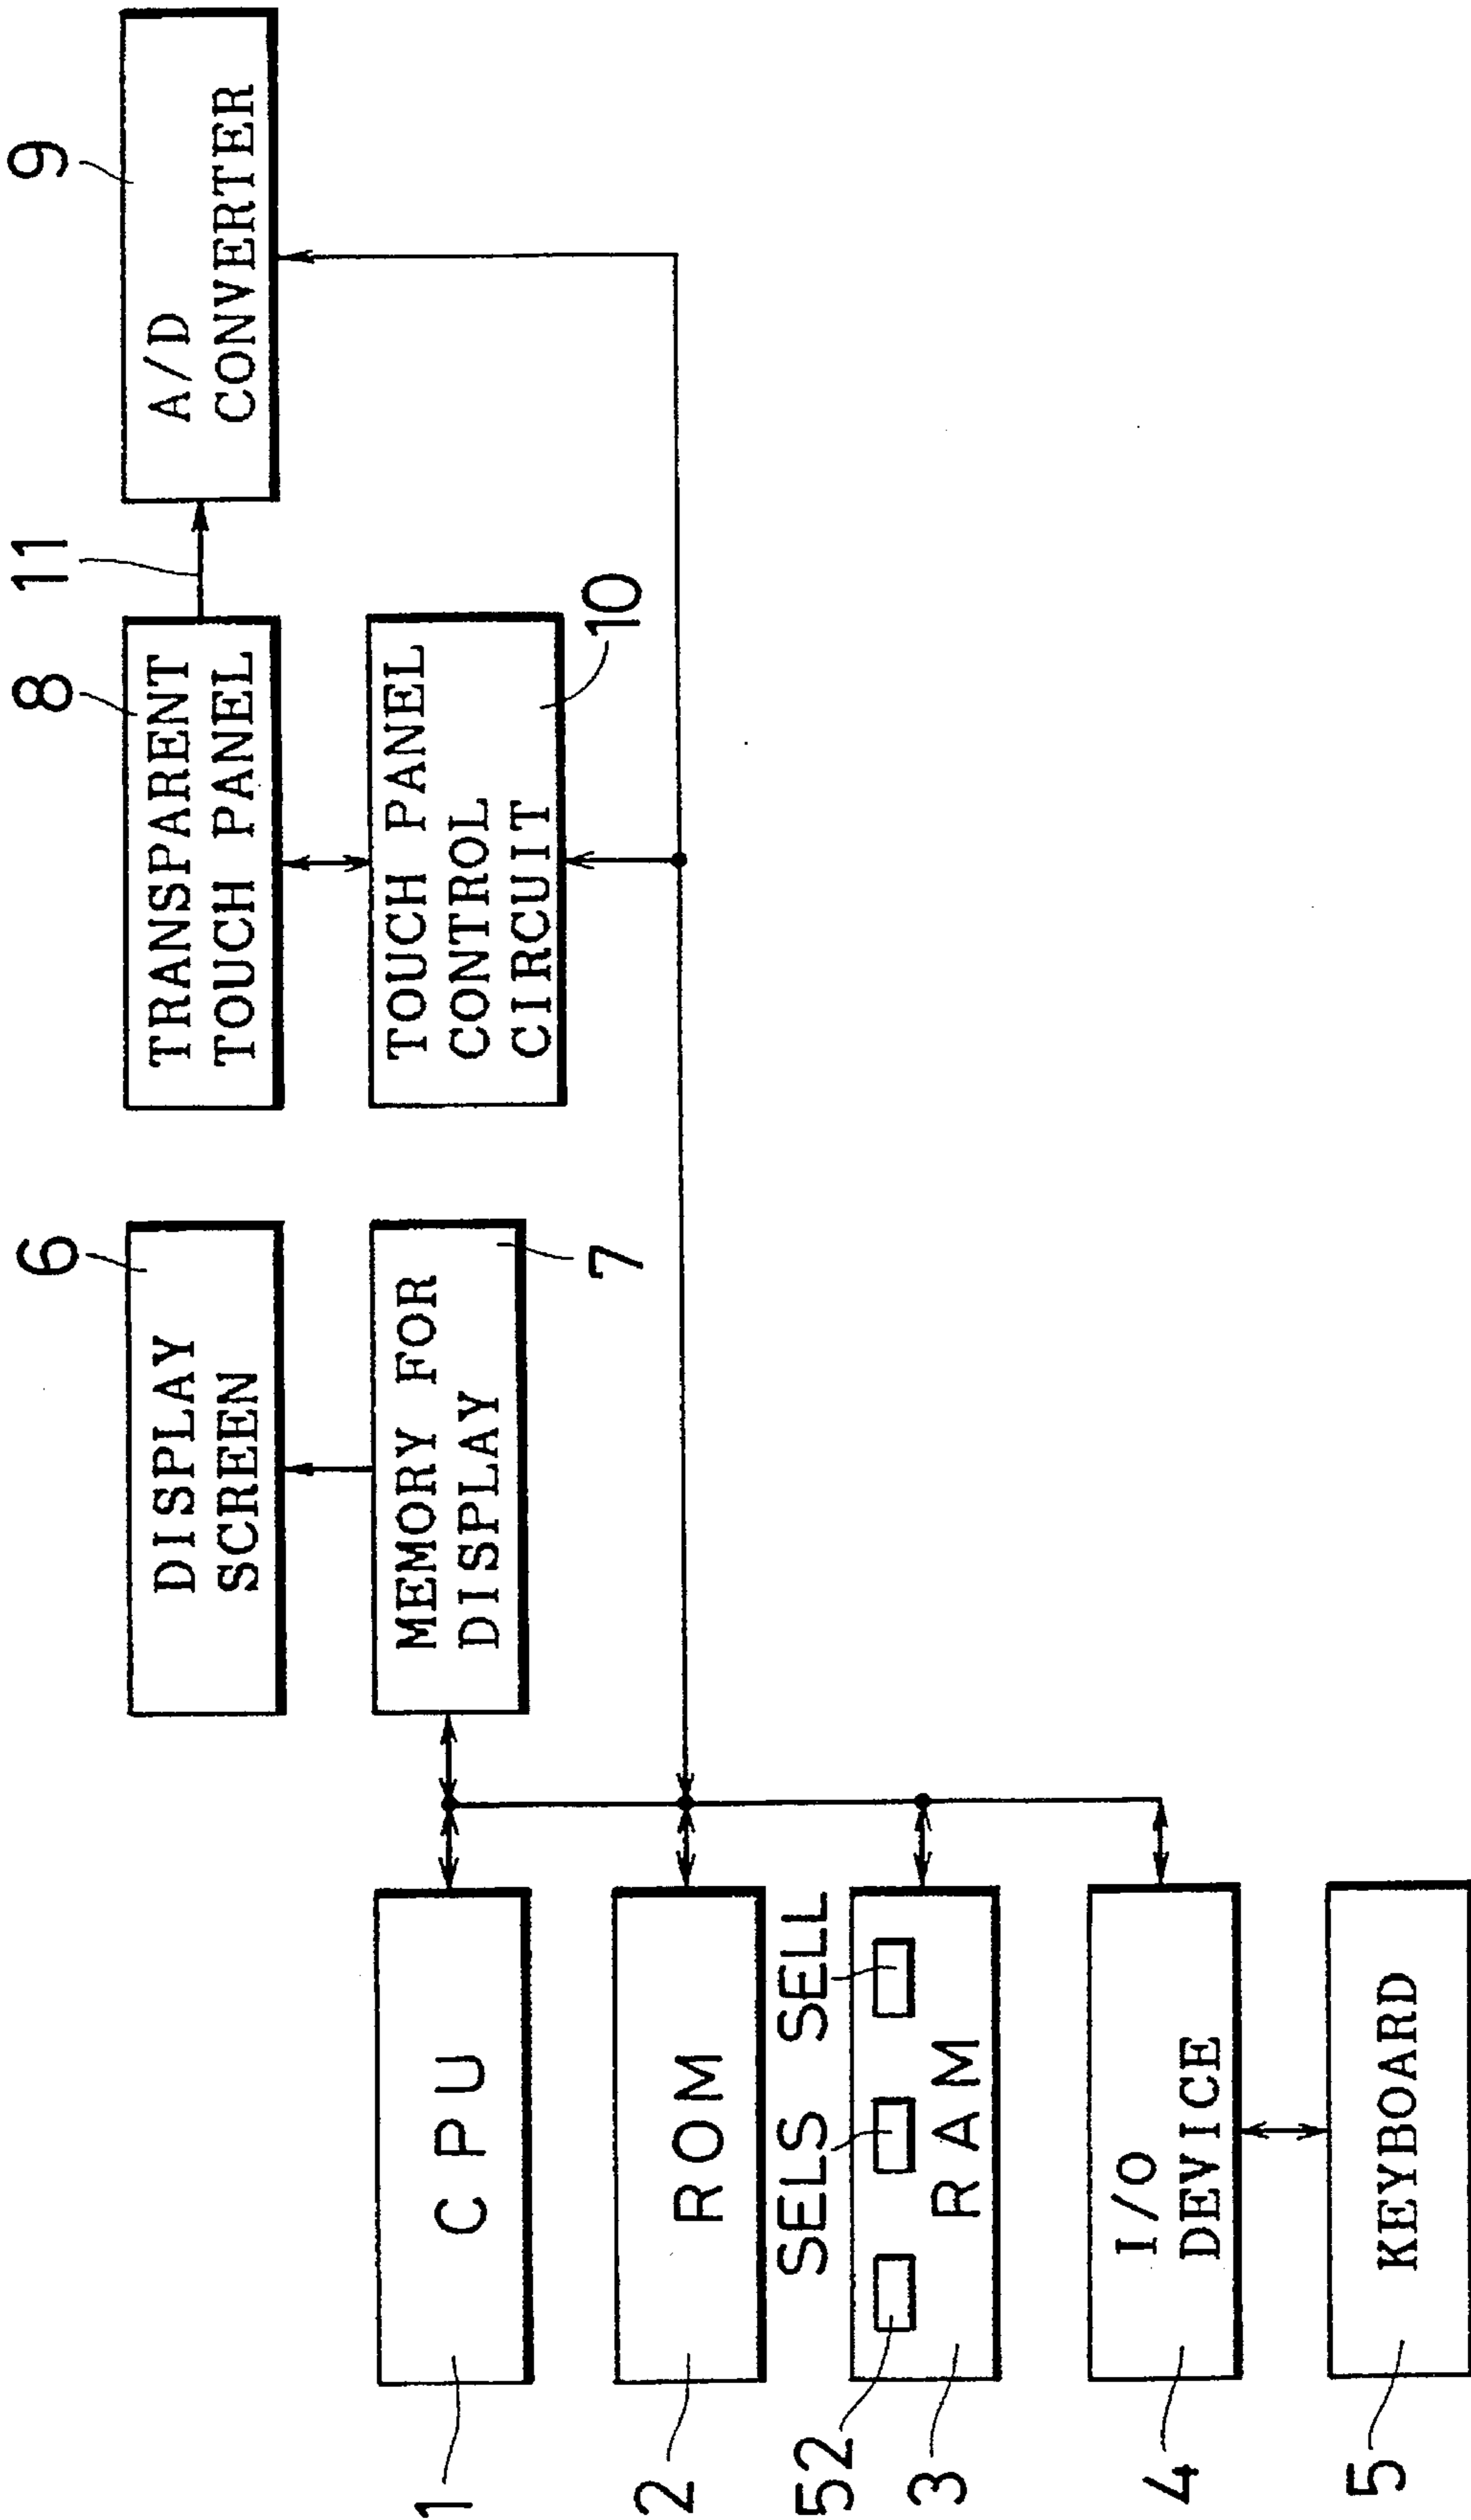 1
CPU
2
ROM
52
SELS
SELL
3
RAM
4
I/O
DEVICE
5
KEYBOARD
6
DISPLAY
SCREEN
7
MEMORY FOR
DISPLAY
8
TRANSPARENT
TOUCH PANEL
10
TOUCH PANEL
CONTROL
CIRCUIT
11
9
A/D
CONVERTER